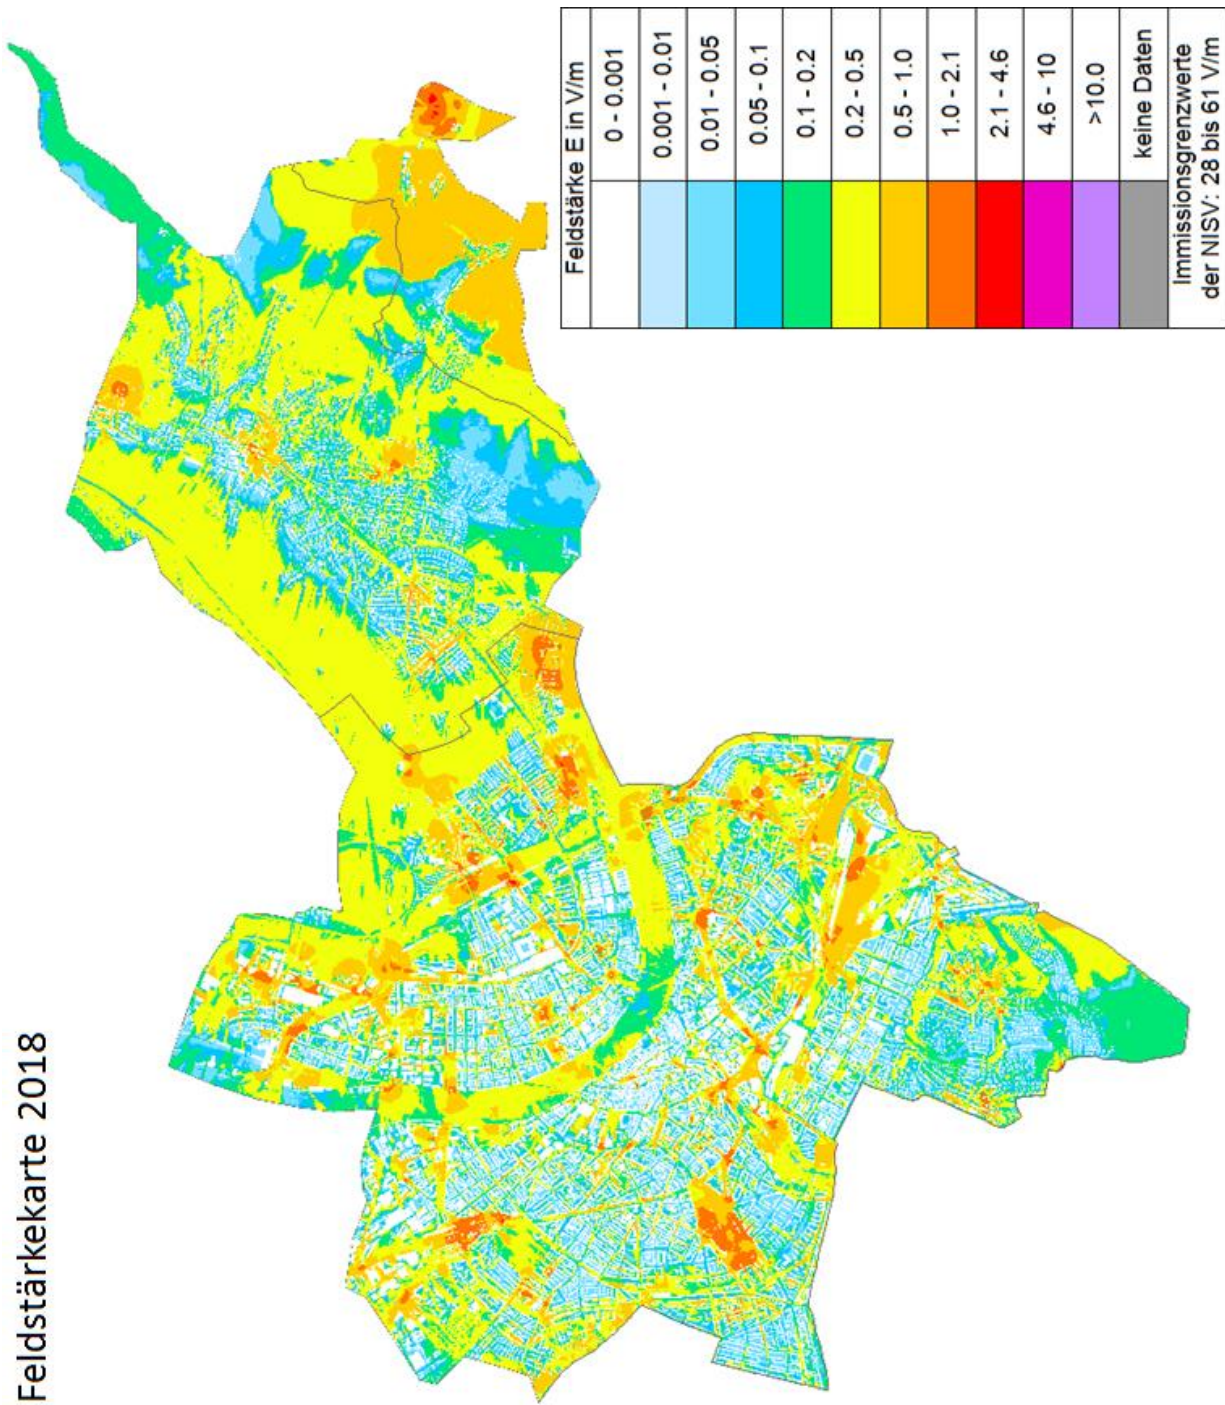 Feldstärkekarte 2018
Feldstärke E in V/m
0 - 0.001
0.001 - 0.01
0.01 - 0.05
0.05 - 0.1
0.1 - 0.2
0.2 - 0.5
0.5 - 1.0
1.0 - 2.1
2.1 - 4.6
4.6 - 10
>10.0
keine Daten
Immissionsgrenzwerte
der NISV: 28 bis 61 V/m